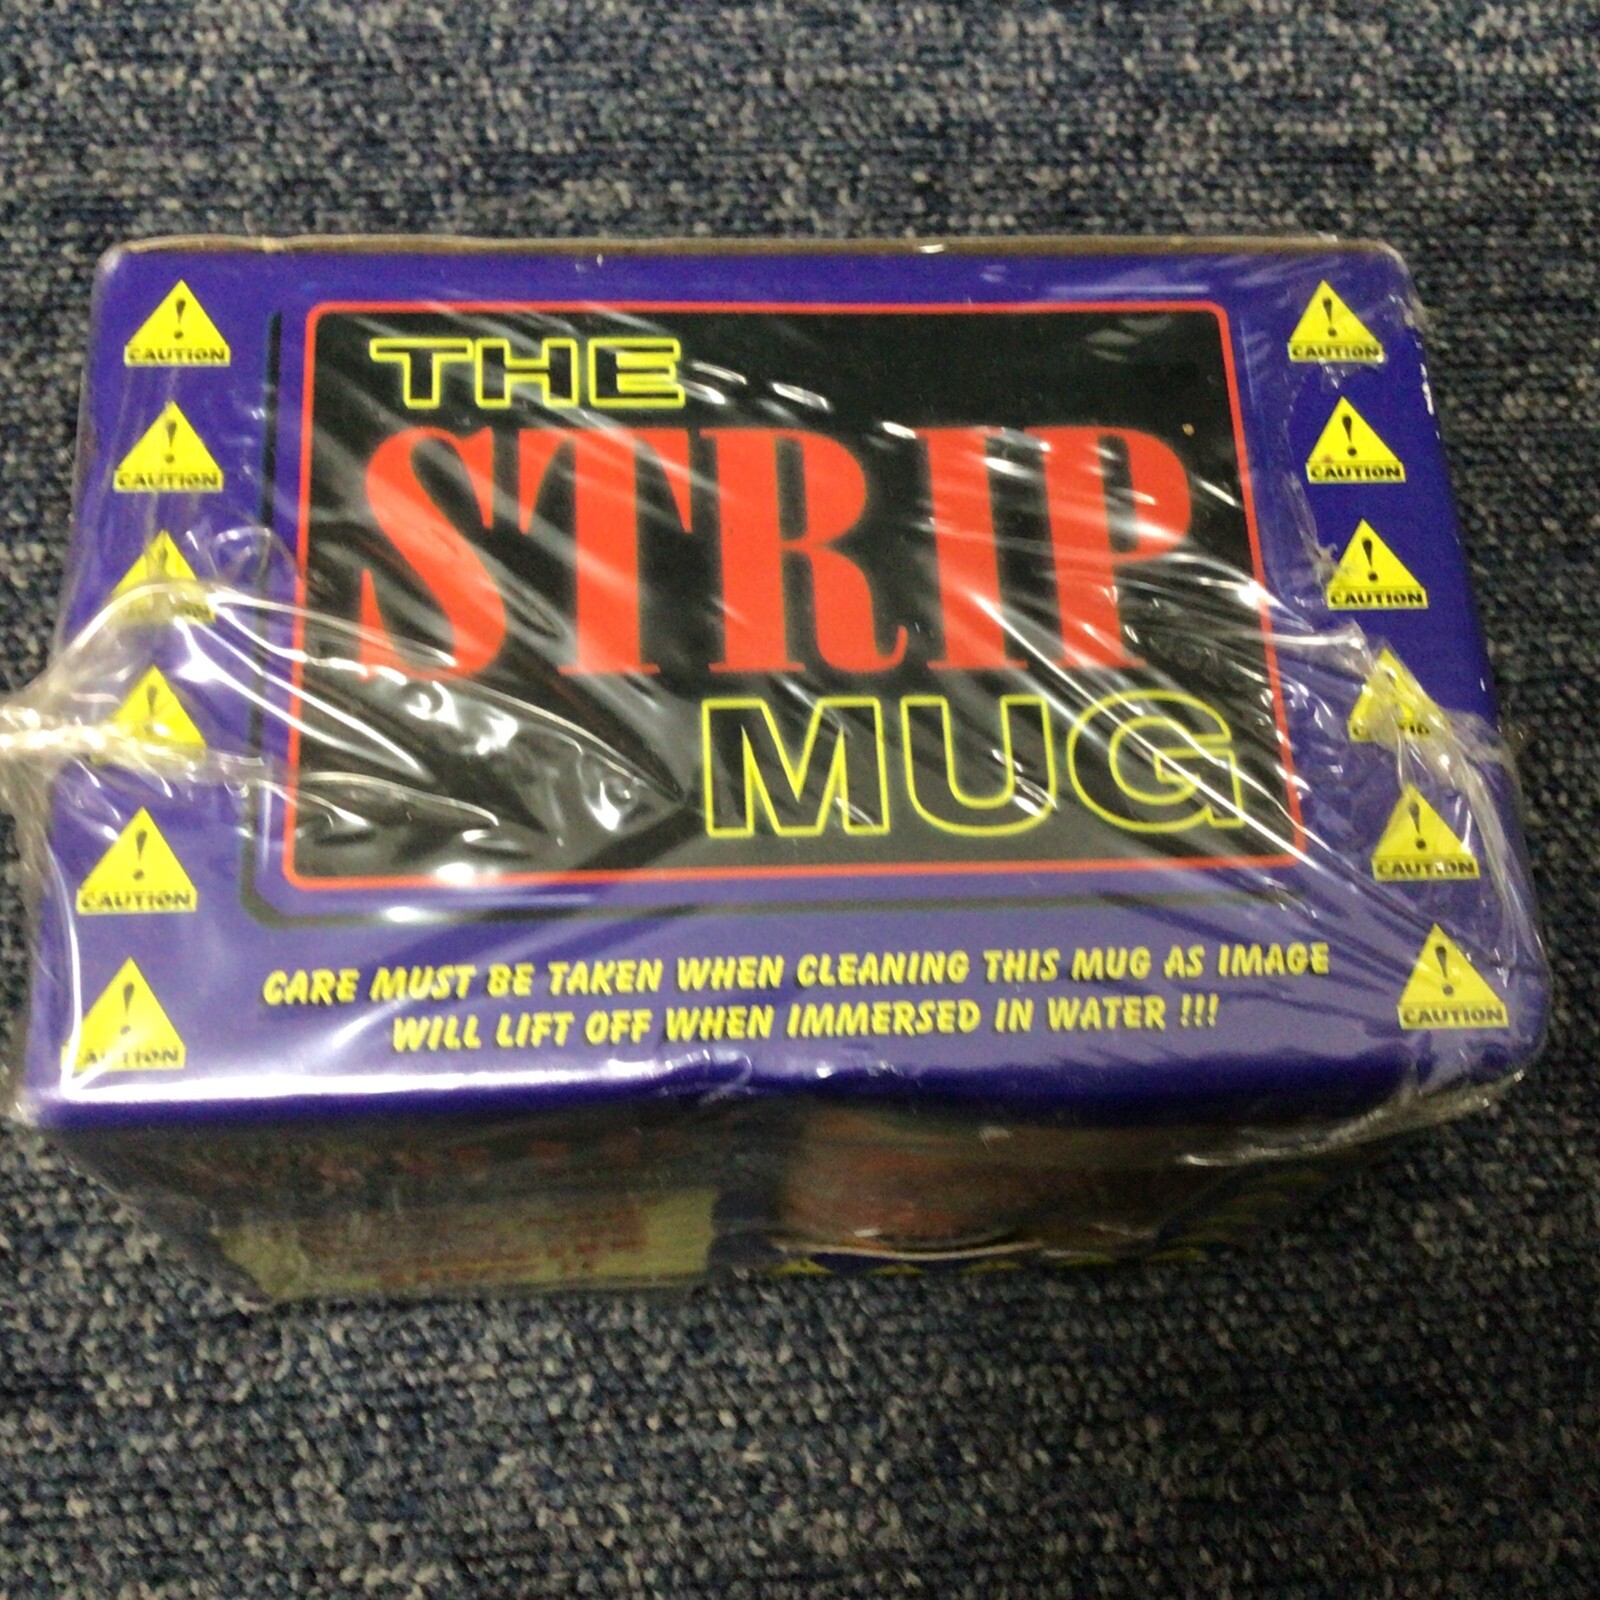 THE
STRIP
MUG
CARE MUST BE TAKEN WHEN CLEANING THIS MUG AS IMAGE
WILL LIFT OFF WHEN IMMERSED IN WATER !!!
CAUTION
CAUTION
CAUTION
CAUTION
CAUTION
CAUTION
CAUTION
CAUTION
CAUTION